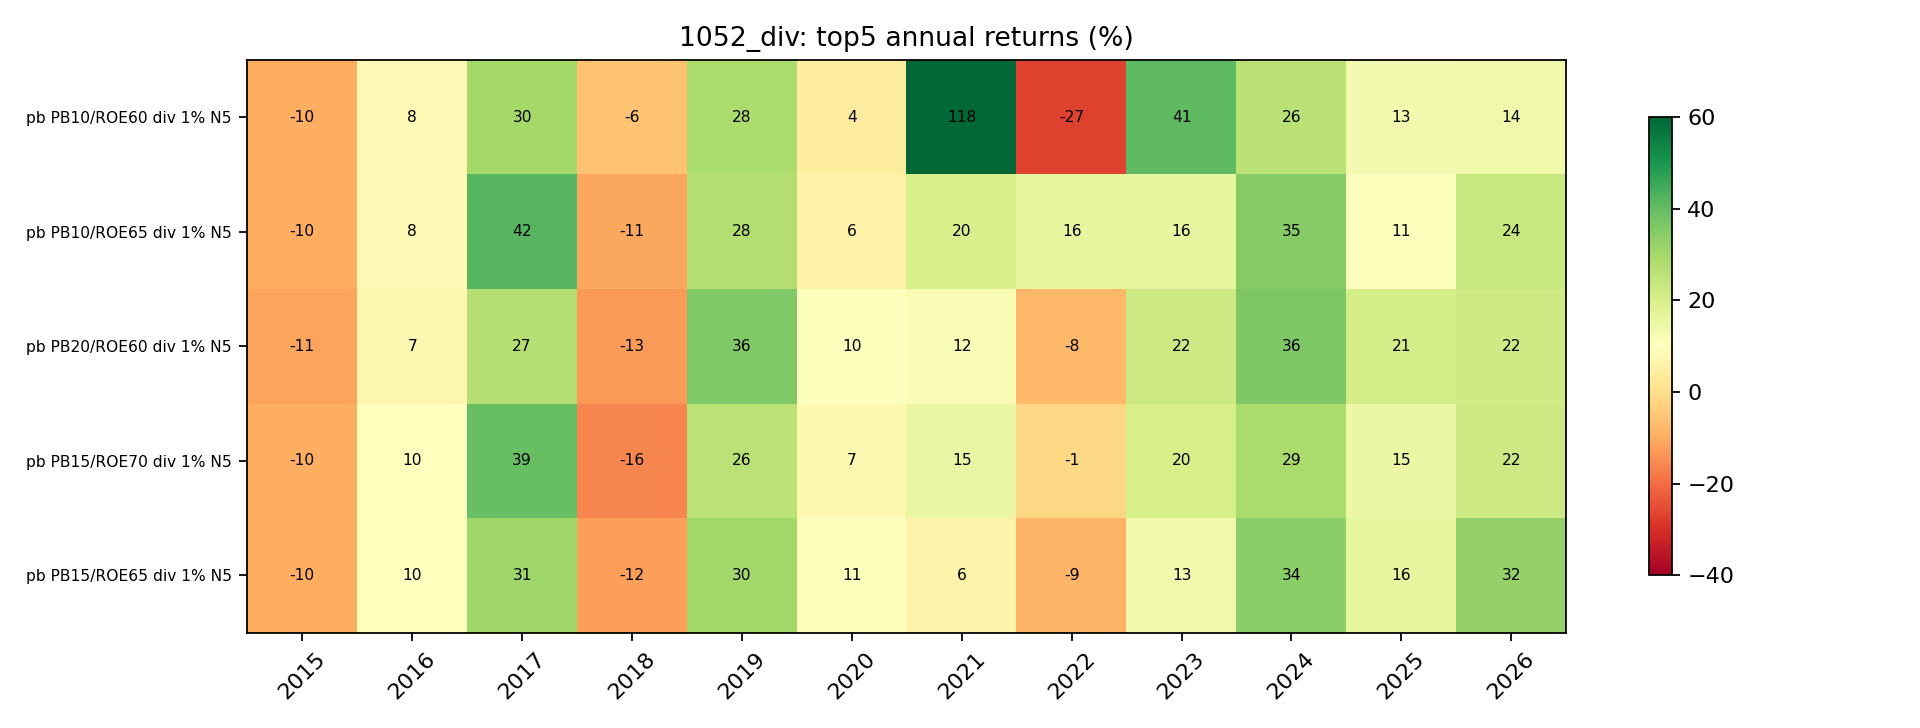 1052_div: top5 annual returns (%)
pb PB10/ROE60 div 1% N5 -10 8 30 -6 28 4 118 -27 41 26 13 14
pb PB10/ROE65 div 1% N5 -10 8 42 -11 28 6 20 16 16 35 11 24
pb PB20/ROE60 div 1% N5 -11 7 27 -13 36 10 12 -8 22 36 21 22
pb PB15/ROE70 div 1% N5 -10 10 39 -16 26 7 15 -1 20 29 15 22
pb PB15/ROE65 div 1% N5 -10 10 31 -12 30 11 6 -9 13 34 16 32
2015 2016 2017 2018 2019 2020 2021 2022 2023 2024 2025 2026
60
40
20
0
−20
−40